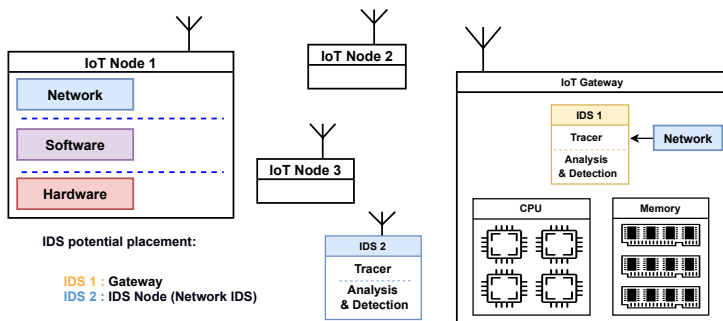 IoT Node 1
Network
Software
Hardware
IoT Node 2
IoT Node 3
IoT Gateway
IDS 1
Tracer
Analysis
& Detection
Network
CPU
Memory
IDS 2
Tracer
Analysis
& Detection
IDS potential placement:
IDS 1 : Gateway
IDS 2 : IDS Node (Network IDS)